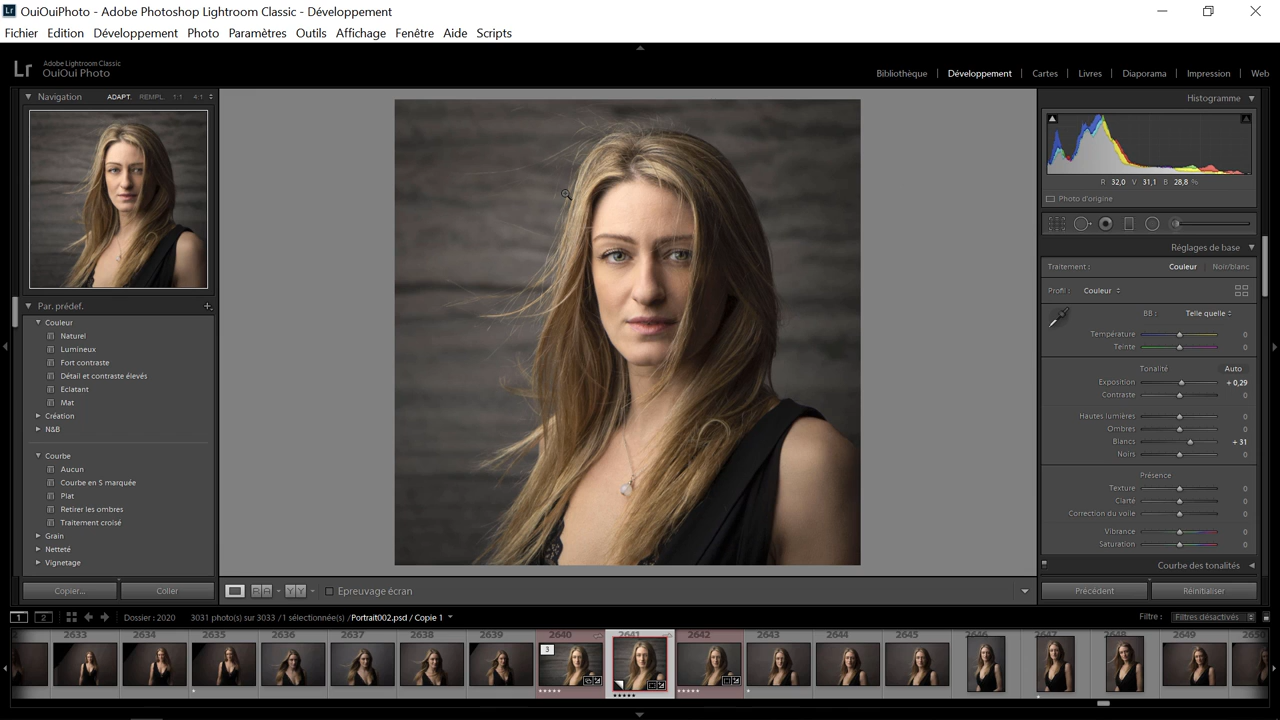 OuiOuiPhoto - Adobe Photoshop Lightroom Classic - Développement
Fichier Edition Développement Photo Paramètres Outils Affichage Fenêtre Aide Scripts
Lr Adobe Lightroom Classic
OuiOui Photo
Bibliothèque | Développement | Cartes | Livres | Diaporama | Impression | Web
Navigation ADAPT. REMPL. 1:1 4:1
Par. prédef. +
Couleur
Naturel
Lumineux
Fort contraste
Détail et contraste élevés
Eclatant
Mat
Création
N&B
Courbe
Aucun
Courbe en S marquée
Plat
Retirer les ombres
Traitement croisé
Grain
Netteté
Vignetage
Copier... Coller
Epreuvage écran
Histogramme
R 32,0 V 31,1 B 28,8 %
Photo d'origine
Réglages de base
Traitement : Couleur Noir/blanc
Profil : Couleur
BB : Telle quelle
Température 0
Teinte 0
Tonalité Auto
Exposition + 0,29
Contraste 0
Hautes lumières 0
Ombres 0
Blancs + 31
Noirs 0
Présence
Texture 0
Clarté 0
Correction du voile 0
Vibrance 0
Saturation 0
Courbe des tonalités
Précédent Réinitialiser
1 2 Dossier : 2020 3031 photo(s) sur 3033 /1 sélectionnée(s) /Portrait002.psd / Copie 1 Filtre : Filtres désactivés
2633 2634 2635 2636 2637 2638 2639 2640 2641 2642 2643 2644 2645 2646 2647 2648 2649 2650
3